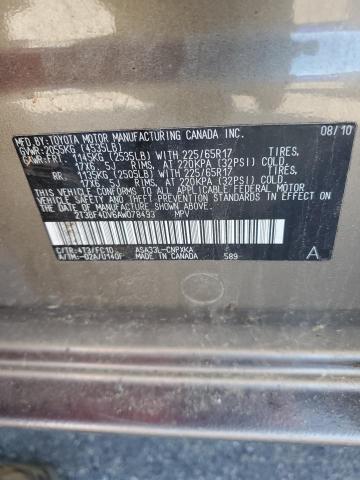 MFD. BY: TOYOTA MOTOR MANUFACTURING CANADA INC. 08/10
GVWR: 2055KG (4535LB)
GAWR: FRT. 1145KG (2535LB) WITH 225/65R17 TIRES,
17X6.5J RIMS, AT 220KPA (32PSI) COLD.
RR. 1135KG (2505LB) WITH 225/65R17 TIRES,
17X6.5J RIMS, AT 220KPA (32PSI) COLD.
THIS VEHICLE CONFORMS TO ALL APPLICABLE FEDERAL MOTOR
VEHICLE SAFETY AND THEFT PREVENTION STANDARDS IN
EFFECT ON THE DATE OF MANUFACTURE SHOWN ABOVE.
2T3BF4DV6AW078493 MPV
C/TR: 4T3/FC10 ASA33L-CNPXKA A
A/TM: -02A/U140F MADE IN CANADA 589